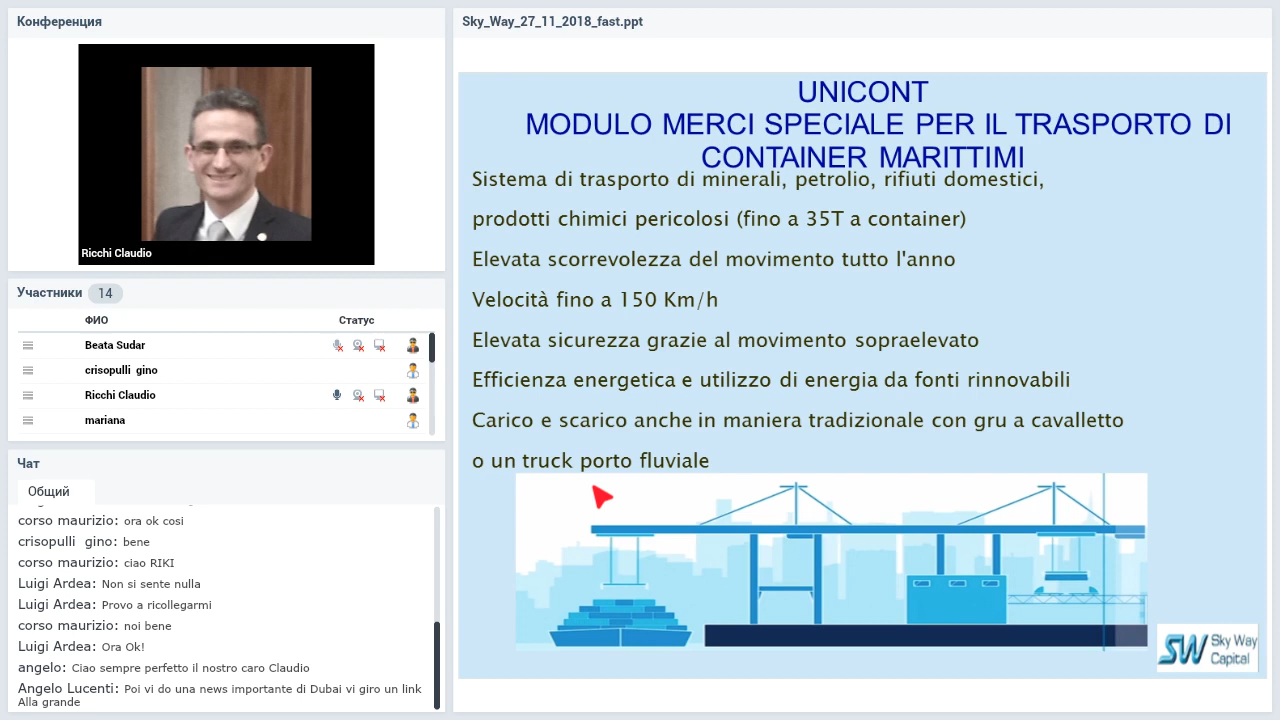 Конференция
Ricchi Claudio
Участники 14
ФИО Статус
Beata Sudar
crisopulli gino
Ricchi Claudio
mariana
Чат
Общий
corso maurizio: ora ok cosi
crisopulli gino: bene
corso maurizio: ciao RIKI
Luigi Ardea: Non si sente nulla
Luigi Ardea: Provo a ricollegarmi
corso maurizio: noi bene
Luigi Ardea: Ora Ok!
angelo: Ciao sempre perfetto il nostro caro Claudio
Angelo Lucenti: Poi vi do una news importante di Dubai vi giro un link
Alla grande
Sky_Way_27_11_2018_fast.ppt
UNICONT
MODULO MERCI SPECIALE PER IL TRASPORTO DI
CONTAINER MARITTIMI
Sistema di trasporto di minerali, petrolio, rifiuti domestici,
prodotti chimici pericolosi (fino a 35T a container)
Elevata scorrevolezza del movimento tutto l'anno
Velocità fino a 150 Km/h
Elevata sicurezza grazie al movimento sopraelevato
Efficienza energetica e utilizzo di energia da fonti rinnovabili
Carico e scarico anche in maniera tradizionale con gru a cavalletto
o un truck porto fluviale
SW Sky Way
Capital